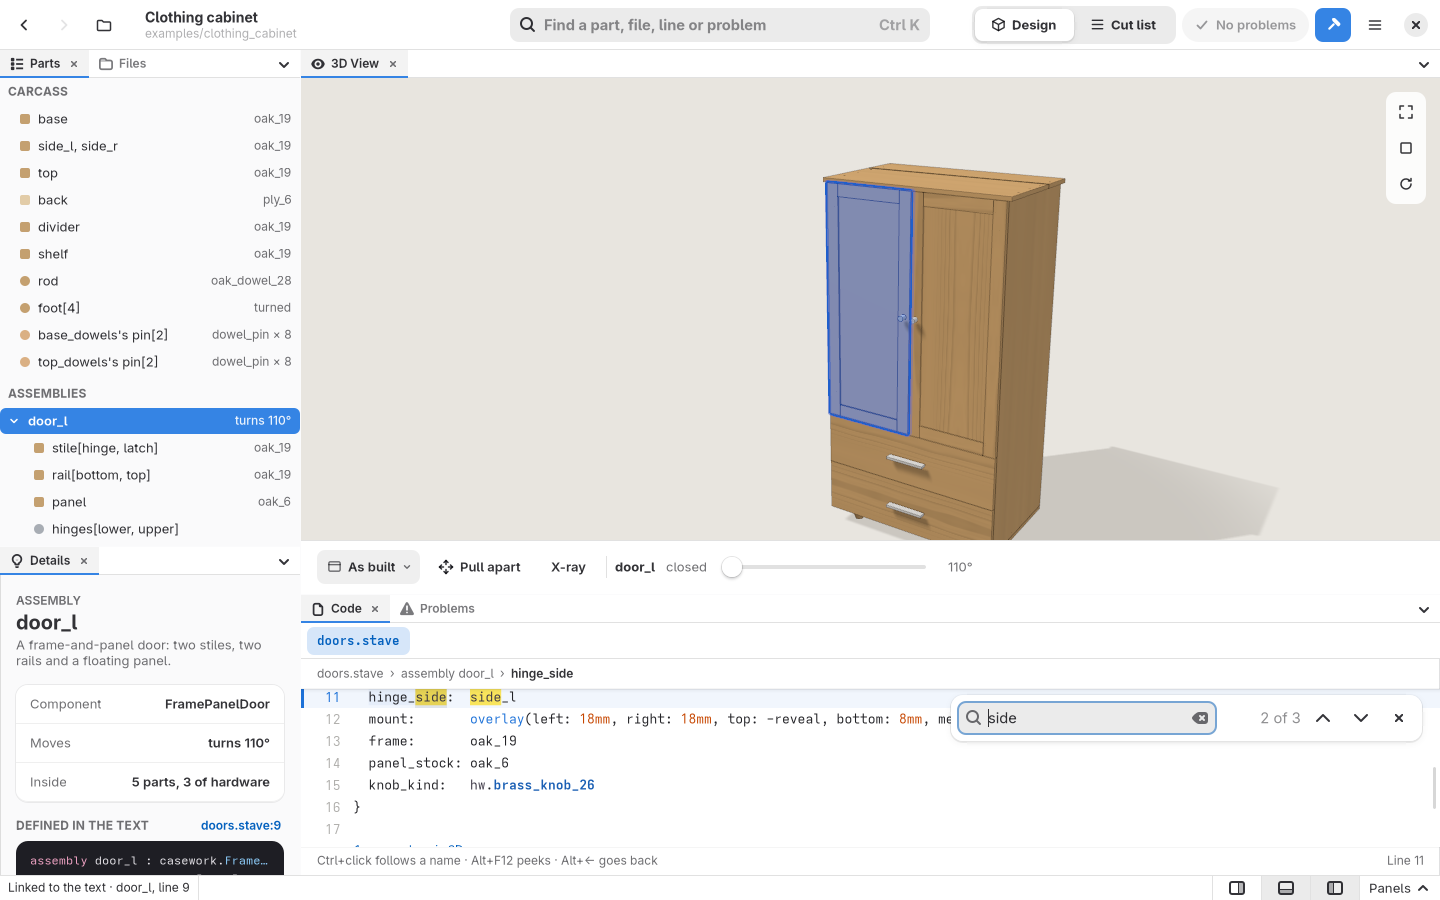 Clothing cabinet
examples/clothing_cabinet
Find a part, file, line or problem
Ctrl K
Design
Cut list
No problems
Parts
Files
3D View
CARCASS
base oak_19
side_l, side_r oak_19
top oak_19
back ply_6
divider oak_19
shelf oak_19
rod oak_dowel_28
foot[4] turned
base_dowels's pin[2] dowel_pin × 8
top_dowels's pin[2] dowel_pin × 8
ASSEMBLIES
door_l turns 110°
stile[hinge, latch] oak_19
rail[bottom, top] oak_19
panel oak_6
hinges[lower, upper]
Details
ASSEMBLY
door_l
A frame-and-panel door: two stiles, two
rails and a floating panel.
Component FramePanelDoor
Moves turns 110°
Inside 5 parts, 3 of hardware
DEFINED IN THE TEXT doors.stave:9
assembly door_l : casework.Frame…
As built
Pull apart
X-ray
door_l closed 110°
Code
Problems
doors.stave
doors.stave › assembly door_l › hinge_side
11 hinge_side: side_l
12 mount: overlay(left: 18mm, right: 18mm, top: -reveal, bottom: 8mm, me
13 frame: oak_19
14 panel_stock: oak_6
15 knob_kind: hw.brass_knob_26
16 }
17
side
2 of 3
Ctrl+click follows a name · Alt+F12 peeks · Alt+← goes back
Line 11
Linked to the text · door_l, line 9
Panels